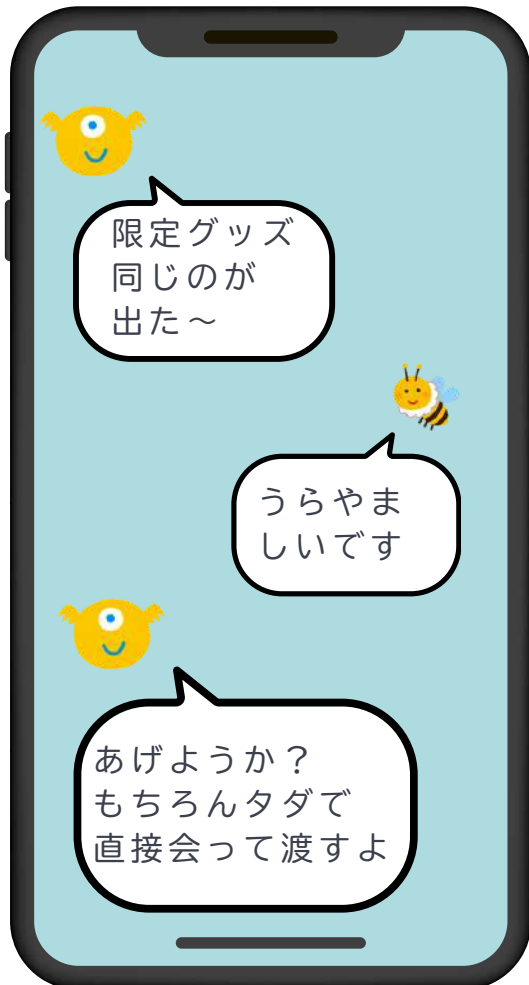 限定グッズ
同じのが
出た～
うらやま
しいです
あげようか？
もちろんタダで
直接会って渡すよ